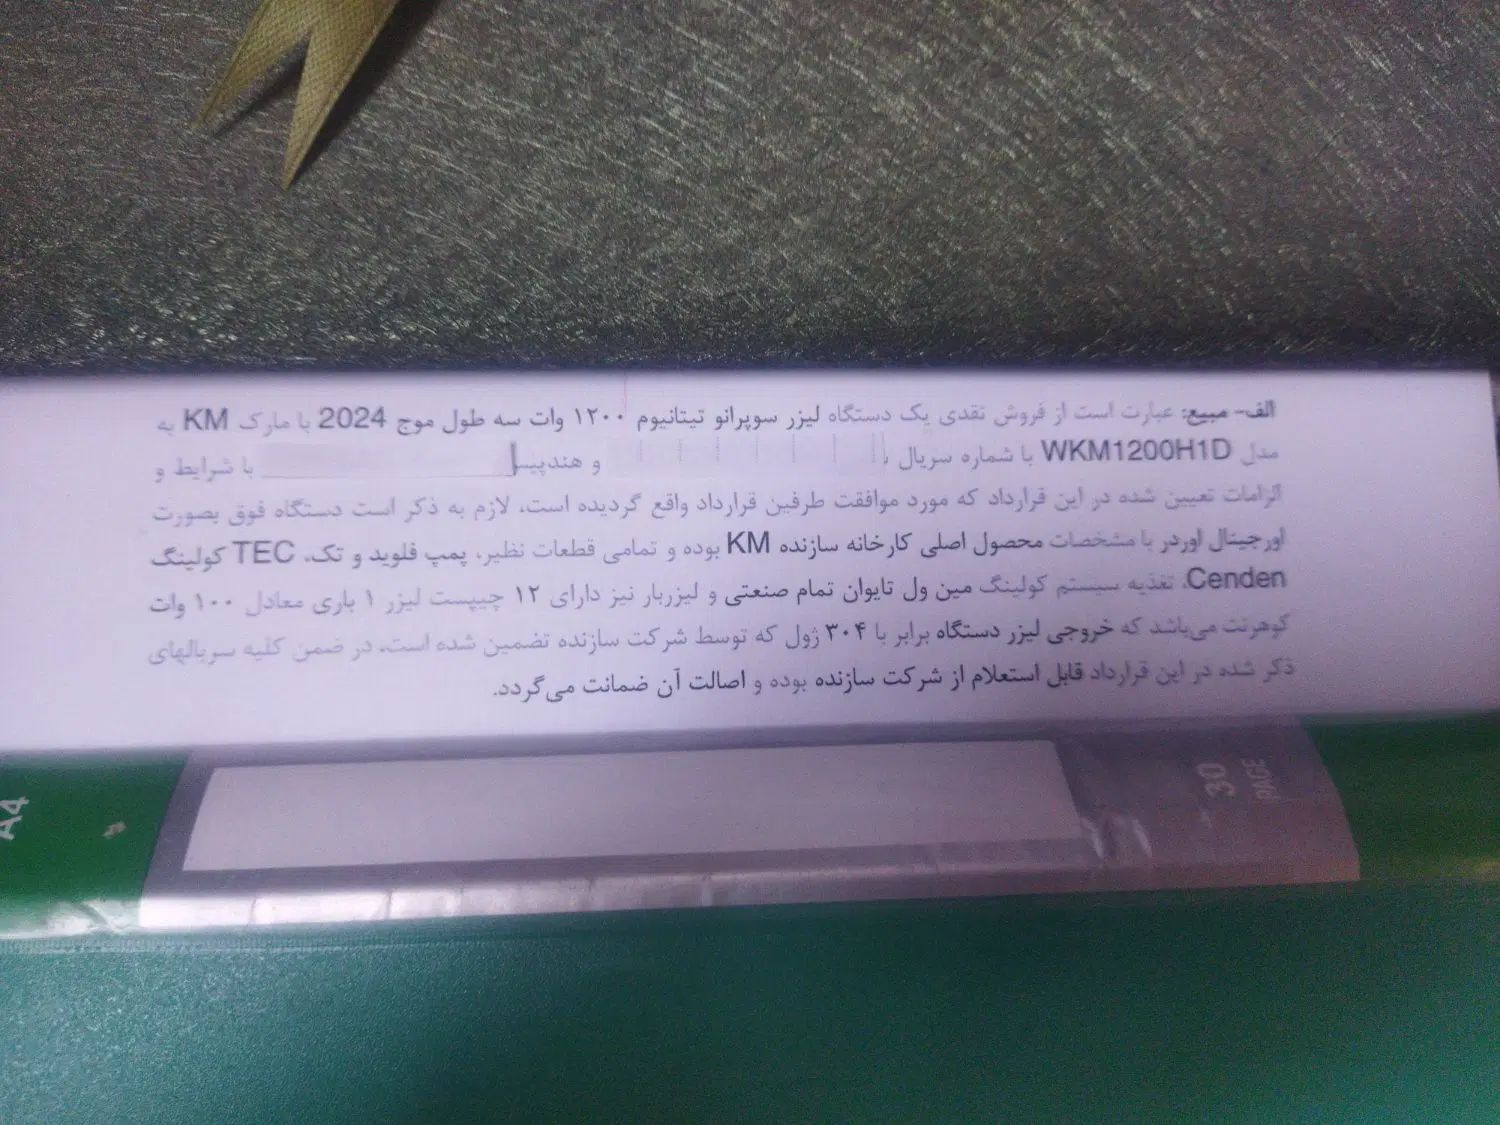 الف- مبیع: عبارت است از فروش نقدی یک دستگاه لیزر سوپرانو تیتانیوم ۱۲۰۰ وات سه طول موج 2024 با مارک KM به
مدل WKM1200H1D با شماره سریال و هندپیس با شرایط و
الزامات تعیین شده در این قرارداد که مورد موافقت طرفین قرارداد واقع گردیده است، لازم به ذکر است دستگاه فوق بصورت
اورجینال اوردر با مشخصات محصول اصلی کارخانه سازنده KM بوده و تمامی قطعات نظیر، پمپ فلوید و تک، TEC کولینگ
Cenden، تغذیه سیستم کولینگ مین ول تایوان تمام صنعتی و لیزربار نیز دارای ۱۲ چیپست لیزر ۱ باری معادل ۱۰۰ وات
کوهرنت می‌باشد که خروجی لیزر دستگاه برابر با ۳۰۴ ژول که توسط شرکت سازنده تضمین شده است، در ضمن کلیه سریالهای
ذکر شده در این قرارداد قابل استعلام از شرکت سازنده بوده و اصالت آن ضمانت می‌گردد.
30
PAGE
A4